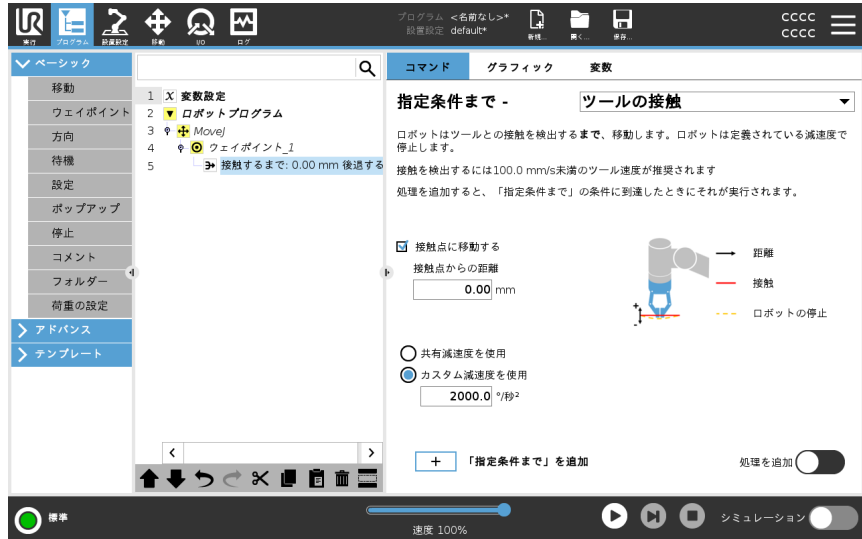 UR
実行
プログラム
設置設定
移動
I/O
ログ
プログラム <名前なし>*
設置設定 default*
新規...
開く...
保存...
CCCC
CCCC
ベーシック
移動
ウェイポイント
方向
待機
設定
ポップアップ
停止
コメント
フォルダー
荷重の設定
アドバンス
テンプレート
1 X 変数設定
2 ロボットプログラム
3 MoveJ
4 ウェイポイント_1
5 接触するまで: 0.00 mm 後退する
コマンド グラフィック 変数
指定条件まで - ツールの接触
ロボットはツールとの接触を検出するまで、移動します。ロボットは定義されている減速度で
停止します。
接触を検出するには100.0 mm/s未満のツール速度が推奨されます
処理を追加すると、「指定条件まで」の条件に到達したときにそれが実行されます。
接触点に移動する
接触点からの距離
0.00 mm
距離
接触
ロボットの停止
共有減速度を使用
カスタム減速度を使用
2000.0 °/秒²
+ 「指定条件まで」を追加
処理を追加
標準
速度 100%
シミュレーション